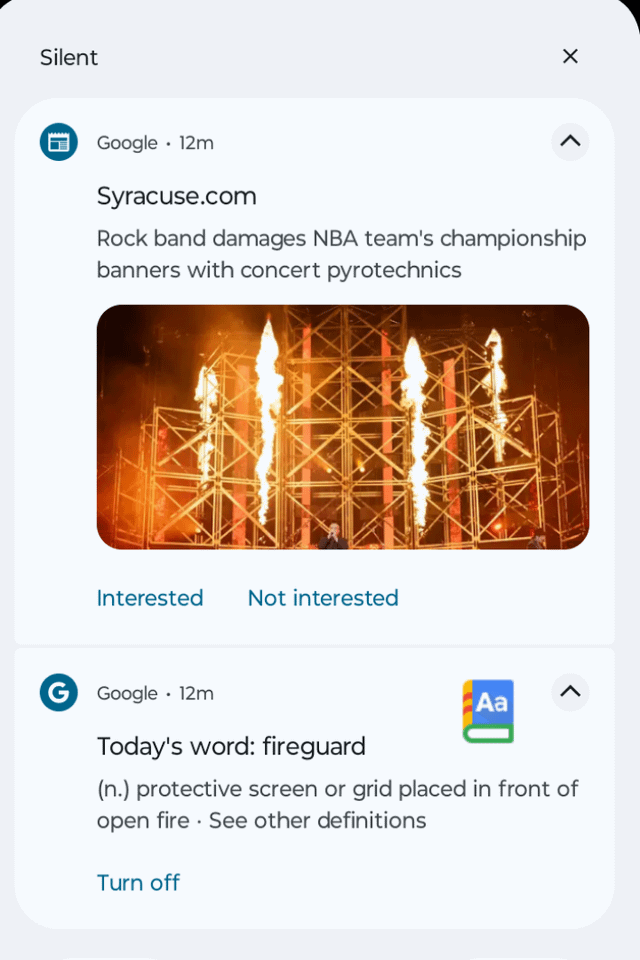 Silent
Google • 12m
Syracuse.com
Rock band damages NBA team's championship
banners with concert pyrotechnics
Interested Not interested
G Google • 12m
Aa
Today's word: fireguard
(n.) protective screen or grid placed in front of
open fire · See other definitions
Turn off